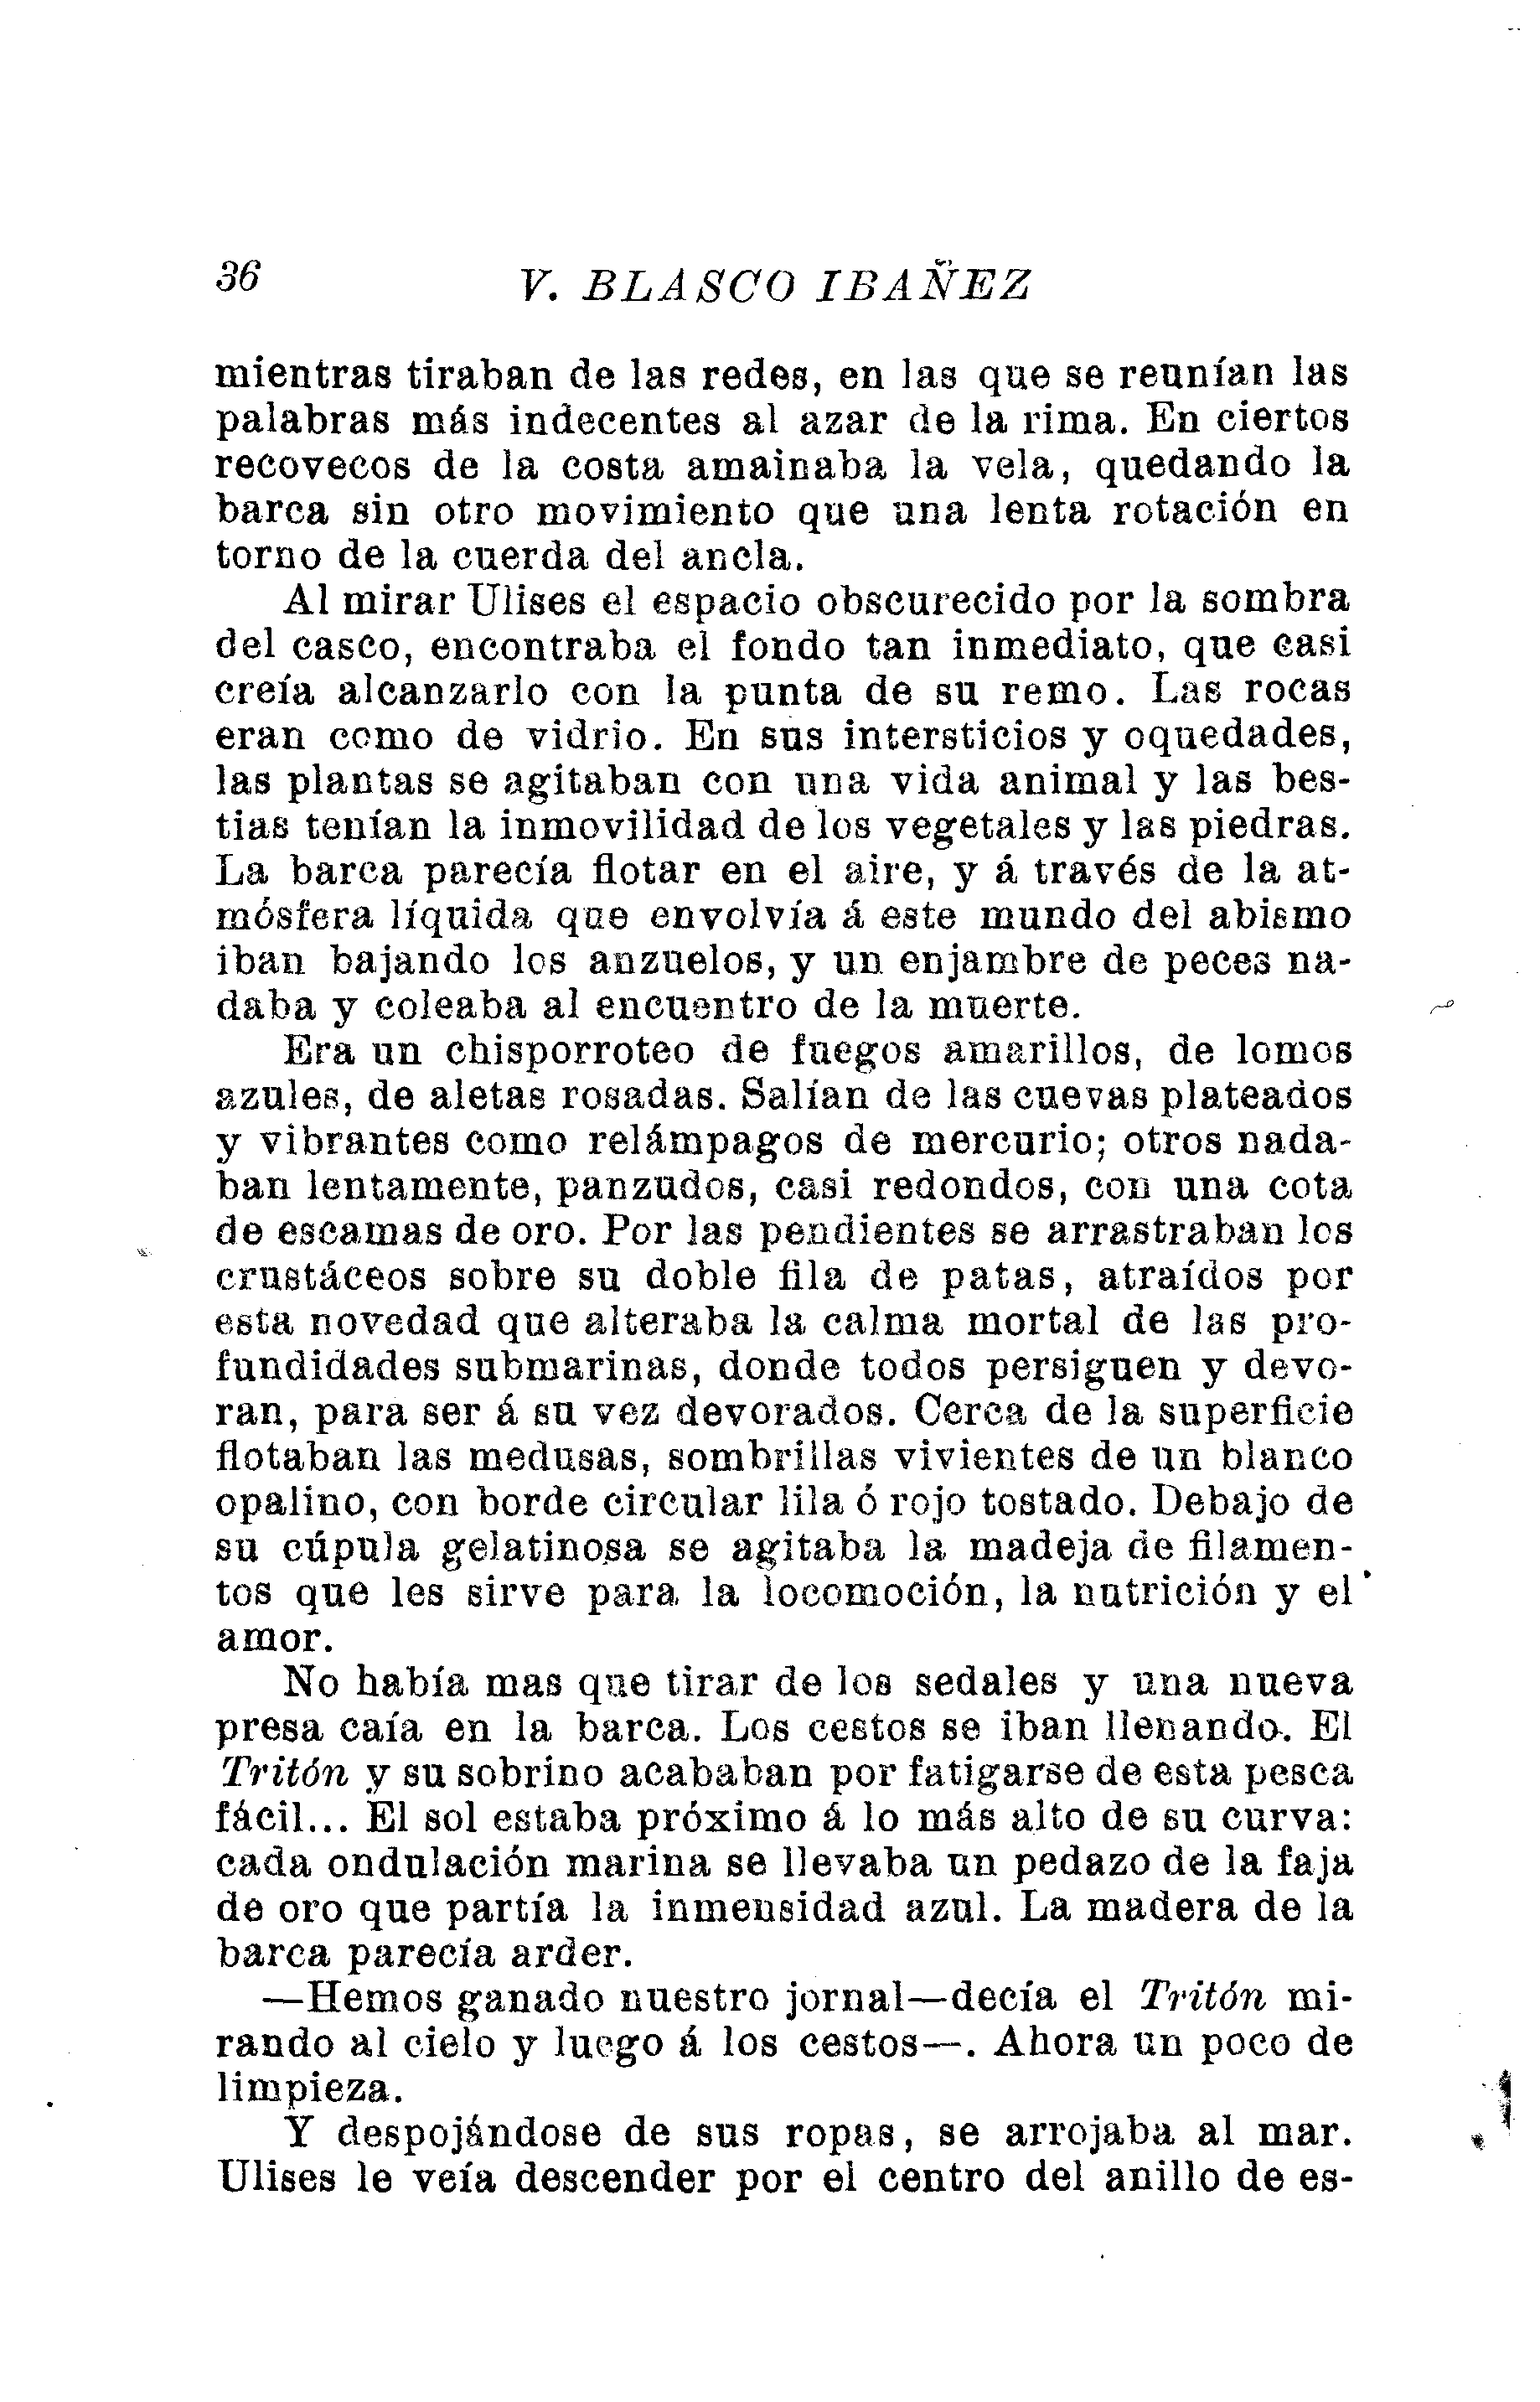 36
V. BLASCO IBAÑEZ
mientras tiraban de las redes, en las que se reunían las
palabras más indecentes al azar de la rima. En ciertos
recovecos de la costa amainaba la vela, quedando la
barca sin otro movimiento que una lenta rotación en
torno de la cuerda del ancla.
Al mirar Ulises el espacio obscurecido por la sombra
del casco, encontraba el fondo tan inmediato, que casi
creía alcanzarlo con la punta de su remo. Las rocas
eran como de vidrio. En sus intersticios y oquedades,
las plantas se agitaban con una vida animal y las bes-
tias tenían la inmovilidad de los vegetales y las piedras.
La barca parecía flotar en el aire, y á través de la at-
mósfera líquida que envolvía á este mundo del abismo
iban bajando los anzuelos, y un enjambre de peces na-
daba y coleaba al encuentro de la muerte.
Era un chisporroteo de fuegos amarillos, de lomos
azules, de aletas rosadas. Salían de las cuevas plateados
y vibrantes como relámpagos de mercurio; otros nada-
ban lentamente, panzudos, casi redondos, con una cota
de escamas de oro. Por las pendientes se arrastraban los
crustáceos sobre su doble fila de patas, atraídos por
esta novedad que alteraba la calma mortal de las pro-
fundidades submarinas, donde todos persiguen y devo-
ran, para ser á su vez devorados. Cerca de la superficie
flotaban las medusas, sombrillas vivientes de un blanco
opalino, con borde circular lila ó rojo tostado. Debajo de
su cúpula gelatinosa se agitaba la madeja de filamen-
tos que les sirve para la locomoción, la nutrición y el
amor.
No había mas que tirar de los sedales y una nueva
presa caía en la barca. Los cestos se iban llenando. El
Tritón y su sobrino acababan por fatigarse de esta pesca
fácil... El sol estaba próximo á lo más alto de su curva:
cada ondulación marina se llevaba un pedazo de la faja
de oro que partía la inmensidad azul. La madera de la
barca parecía arder.
—Hemos ganado nuestro jornal—decía el Tritón mi-
rando al cielo y luego á los cestos—. Ahora un poco de
limpieza.
Y despojándose de sus ropas, se arrojaba al mar.
Ulises le veía descender por el centro del anillo de es-